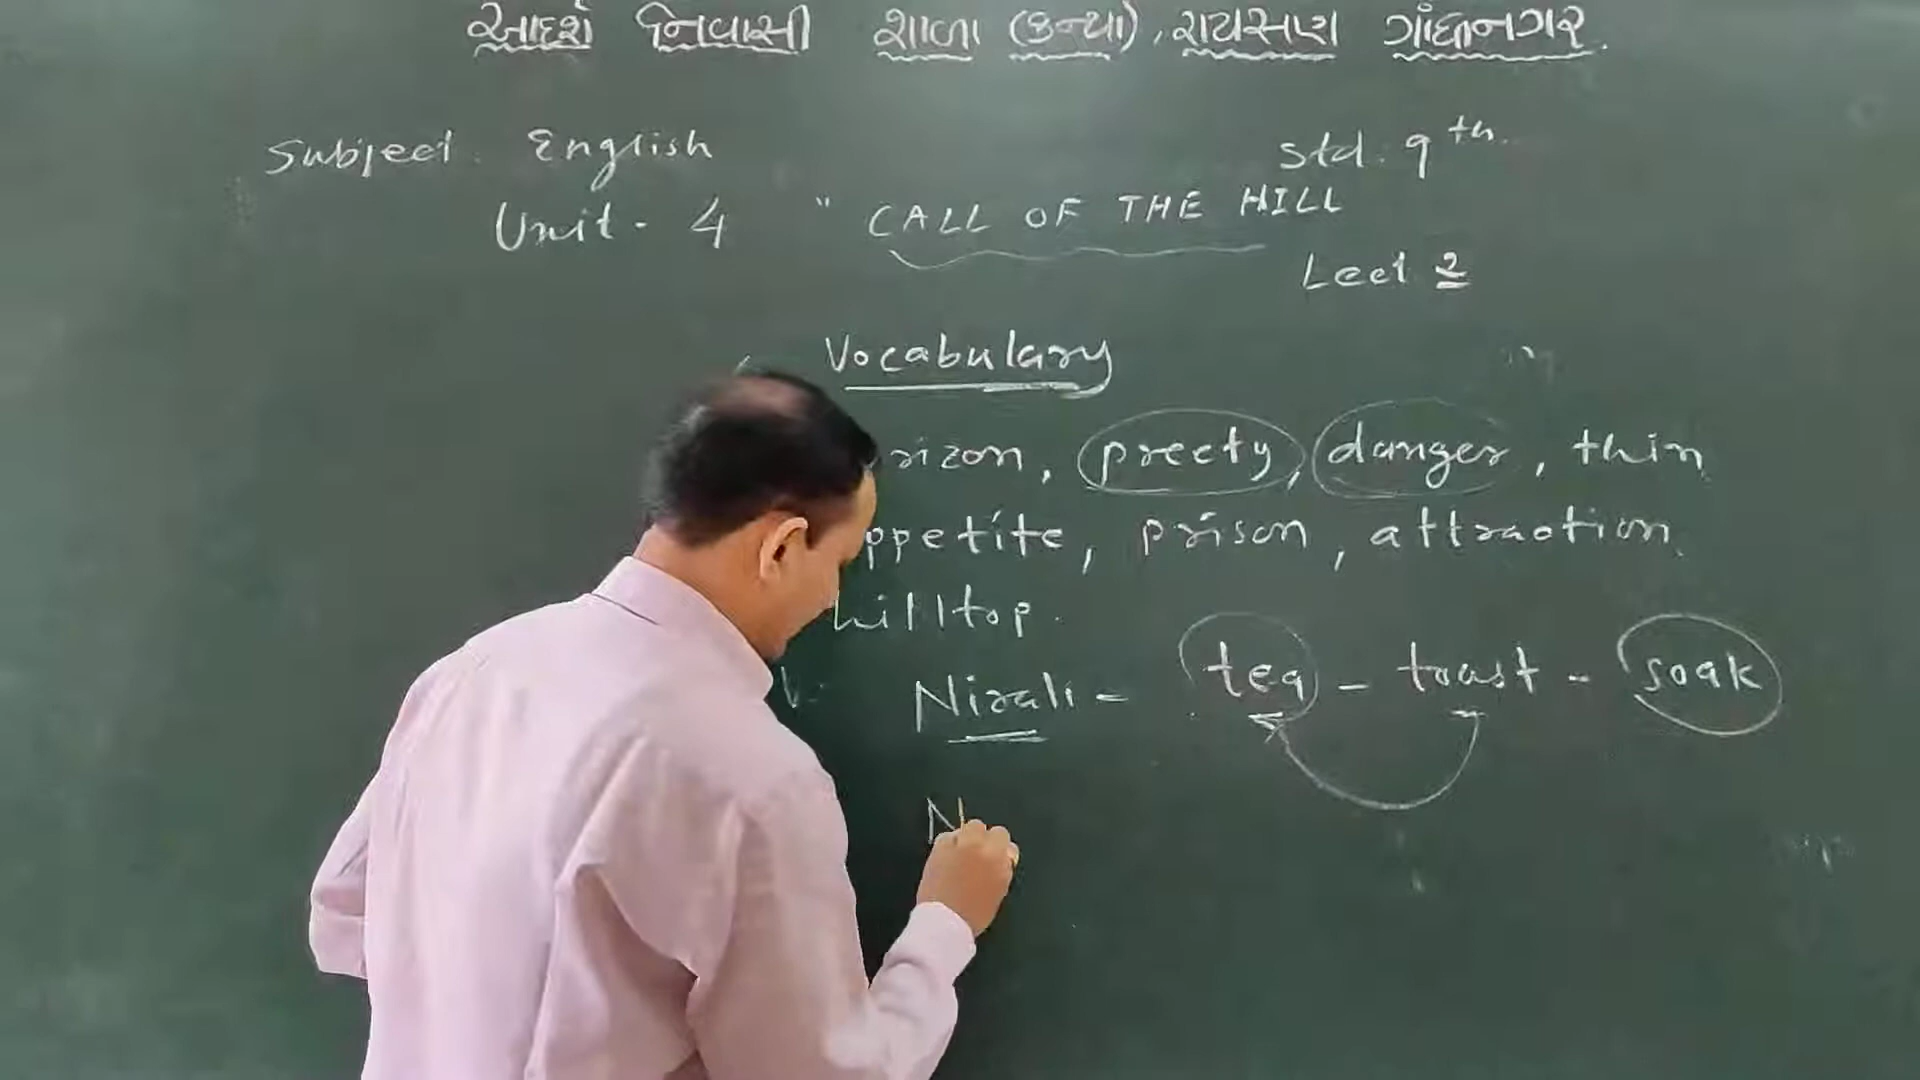 આદર્શ નિવાસી શાળા (કન્યા), રાયસણ ગાંધીનગર.
Subject. English
Std. 9th.
Unit - 4 " CALL OF THE HILL
Lect 2
Vocabulary
rizon, preety, danger, thin
ppetite, prison, attraction.
hilltop.
Nirali - tea - toast - soak
N